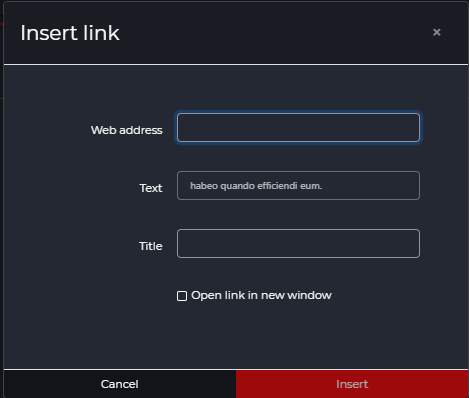 Insert link
×
Web address
Text
habeo quando efficiendi eum.
Title
Open link in new window
Cancel
Insert